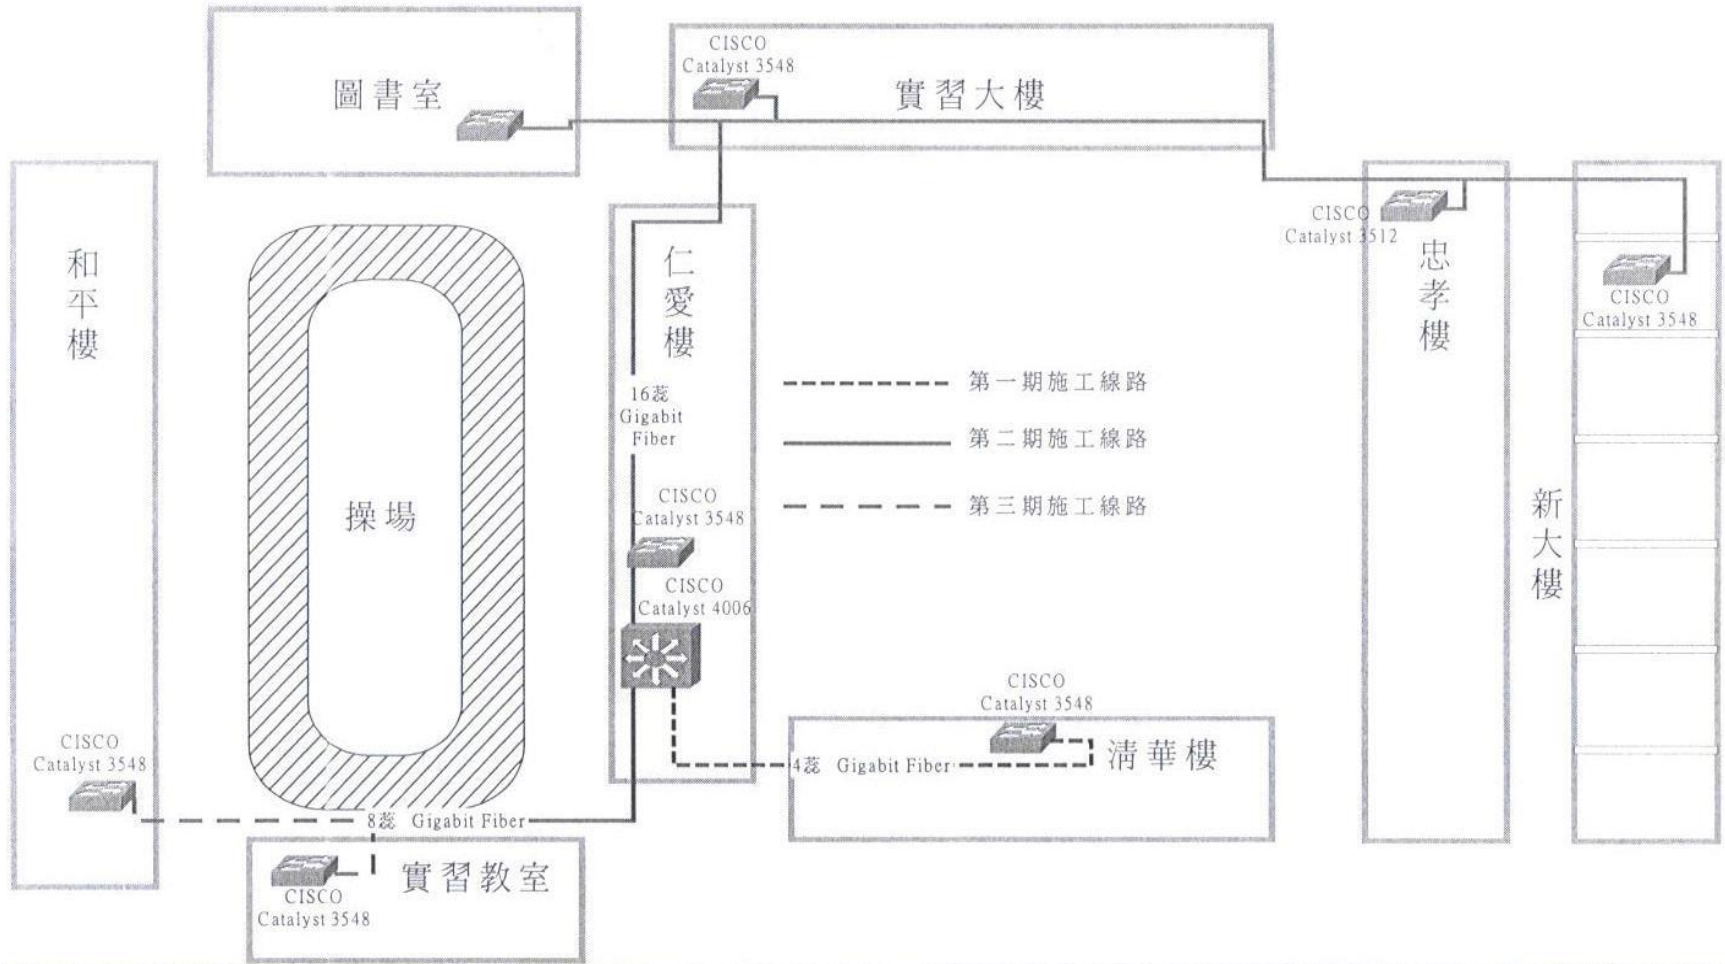 圖書室
CISCO
Catalyst 3548
實習大樓
和平樓
操場
仁愛樓
16蕊
Gigabit
Fiber
CISCO
Catalyst 3548
CISCO
Catalyst 4006
第一期施工線路
第二期施工線路
第三期施工線路
CISCO
Catalyst 3512
忠孝樓
新大樓
CISCO
Catalyst 3548
CISCO
Catalyst 3548
4蕊 Gigabit Fiber
清華樓
CISCO
Catalyst 3548
8蕊 Gigabit Fiber
實習教室
CISCO
Catalyst 3548